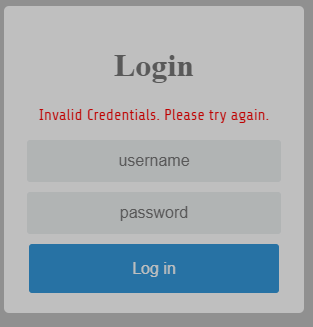 Login
Invalid Credentials. Please try again.
username
password
Log in